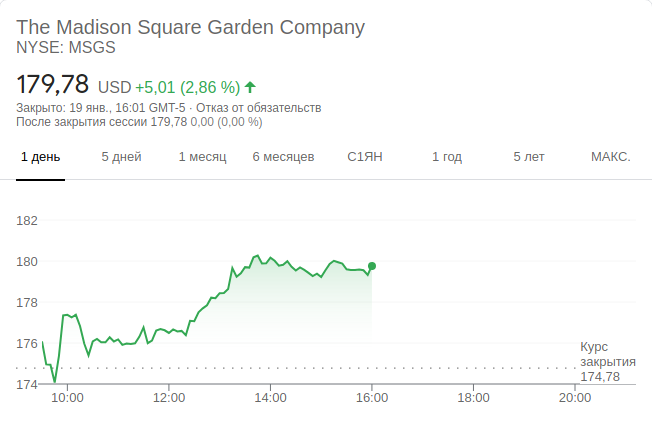 The Madison Square Garden Company
NYSE: MSGS
179,78 USD +5,01 (2,86 %)
Закрыто: 19 янв., 16:01 GMT-5 · Отказ от обязательств
После закрытия сессии 179,78 0,00 (0,00 %)
1 день 5 дней 1 месяц 6 месяцев С1ЯН 1 год 5 лет МАКС.
182
180
178
176
174
Курс
закрытия
174,78
10:00 12:00 14:00 16:00 18:00 20:00